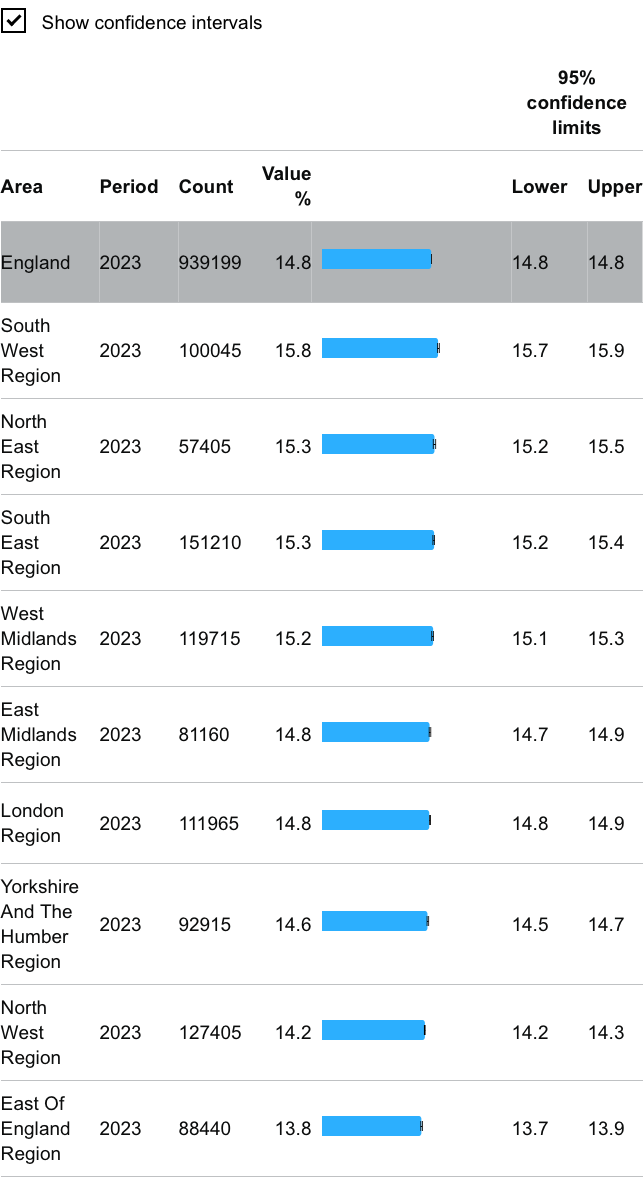 Show confidence intervals
95%
confidence
limits
Area Period Count Value % Lower Upper
England 2023 939199 14.8 14.8 14.8
South West Region 2023 100045 15.8 15.7 15.9
North East Region 2023 57405 15.3 15.2 15.5
South East Region 2023 151210 15.3 15.2 15.4
West Midlands Region 2023 119715 15.2 15.1 15.3
East Midlands Region 2023 81160 14.8 14.7 14.9
London Region 2023 111965 14.8 14.8 14.9
Yorkshire And The Humber Region 2023 92915 14.6 14.5 14.7
North West Region 2023 127405 14.2 14.2 14.3
East Of England Region 2023 88440 13.8 13.7 13.9